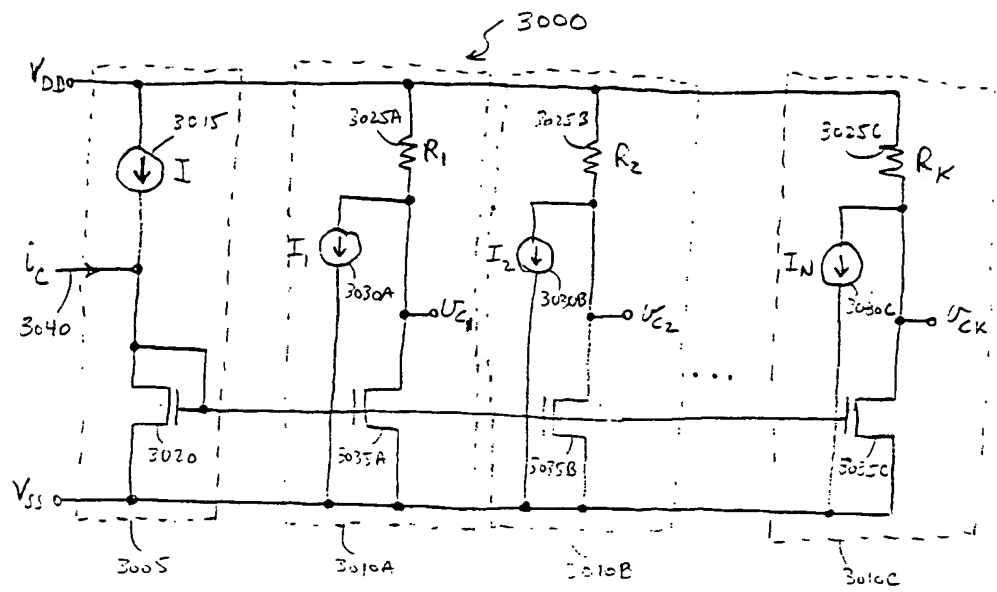 3000
VDD
3015
I
3025A
R1
3025B
R2
3025C
RK
iC
3040
I1
3030A
vC1
I2
3030B
vC2
IN
3030C
vCK
....
3020
3035A
3035B
3035C
VSS
3005
3010A
3010B
3010C